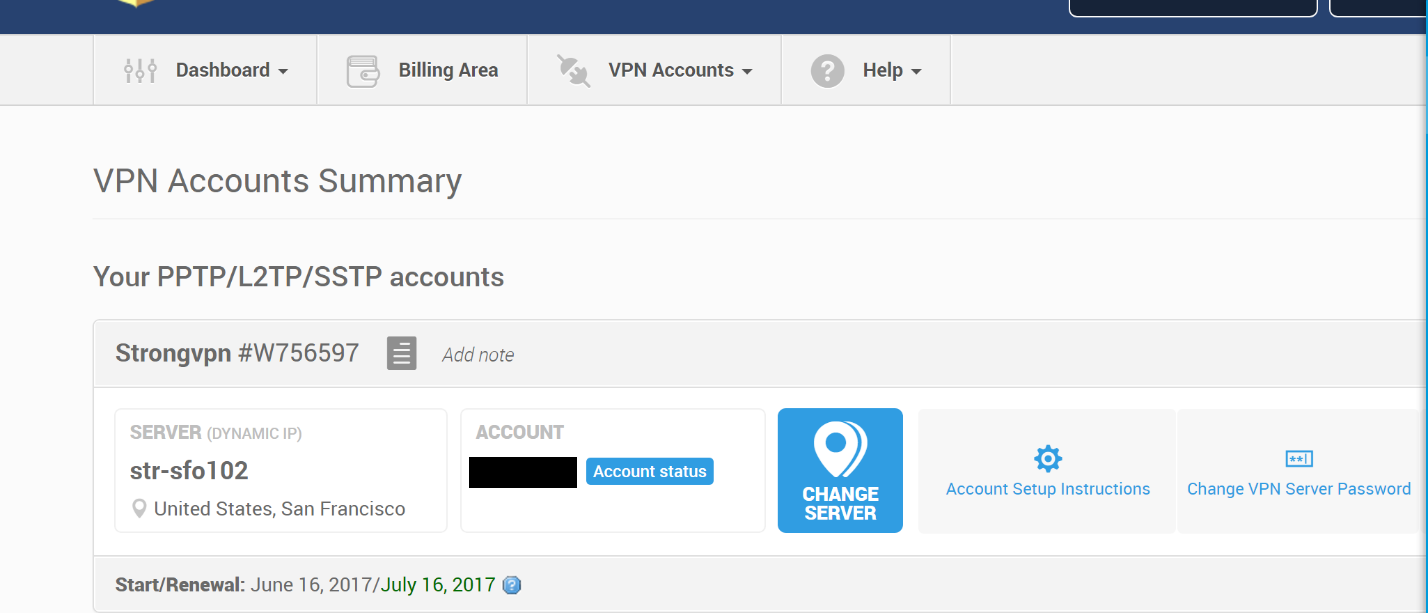 Dashboard
Billing Area
VPN Accounts
Help
VPN Accounts Summary
Your PPTP/L2TP/SSTP accounts
Strongvpn #W756597
Add note
SERVER (DYNAMIC IP)
str-sfo102
United States, San Francisco
ACCOUNT
Account status
CHANGE
SERVER
Account Setup Instructions
**
Change VPN Server Password
Start/Renewal: June 16, 2017/July 16, 2017